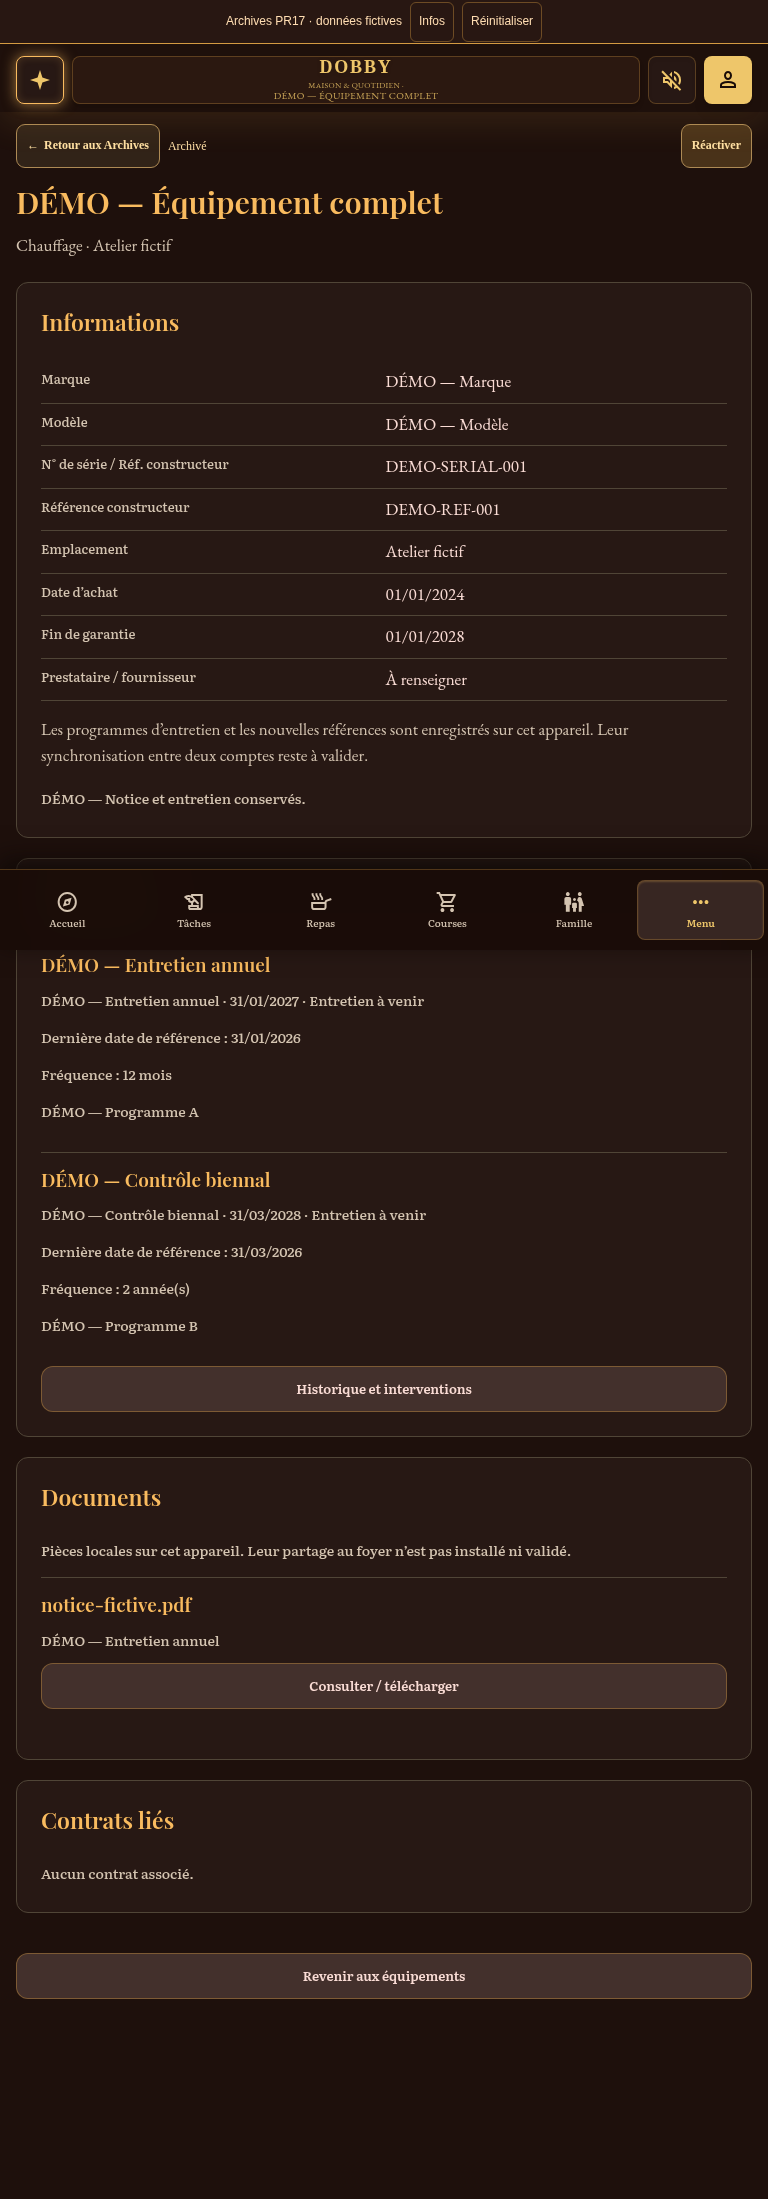 Archives PR17 · données fictives
Infos
Réinitialiser
DOBBY
MAISON & QUOTIDIEN ·
DÉMO — ÉQUIPEMENT COMPLET
← Retour aux Archives
Archivé
Réactiver
DÉMO — Équipement complet
Chauffage · Atelier fictif
Informations
Marque
DÉMO — Marque
Modèle
DÉMO — Modèle
N° de série / Réf. constructeur
DEMO-SERIAL-001
Référence constructeur
DEMO-REF-001
Emplacement
Atelier fictif
Date d’achat
01/01/2024
Fin de garantie
01/01/2028
Prestataire / fournisseur
À renseigner
Les programmes d’entretien et les nouvelles références sont enregistrés sur cet appareil. Leur
synchronisation entre deux comptes reste à valider.
DÉMO — Notice et entretien conservés.
Accueil
Tâches
Repas
Courses
Famille
Menu
DÉMO — Entretien annuel
DÉMO — Entretien annuel · 31/01/2027 · Entretien à venir
Dernière date de référence : 31/01/2026
Fréquence : 12 mois
DÉMO — Programme A
DÉMO — Contrôle biennal
DÉMO — Contrôle biennal · 31/03/2028 · Entretien à venir
Dernière date de référence : 31/03/2026
Fréquence : 2 année(s)
DÉMO — Programme B
Historique et interventions
Documents
Pièces locales sur cet appareil. Leur partage au foyer n’est pas installé ni validé.
notice-fictive.pdf
DÉMO — Entretien annuel
Consulter / télécharger
Contrats liés
Aucun contrat associé.
Revenir aux équipements